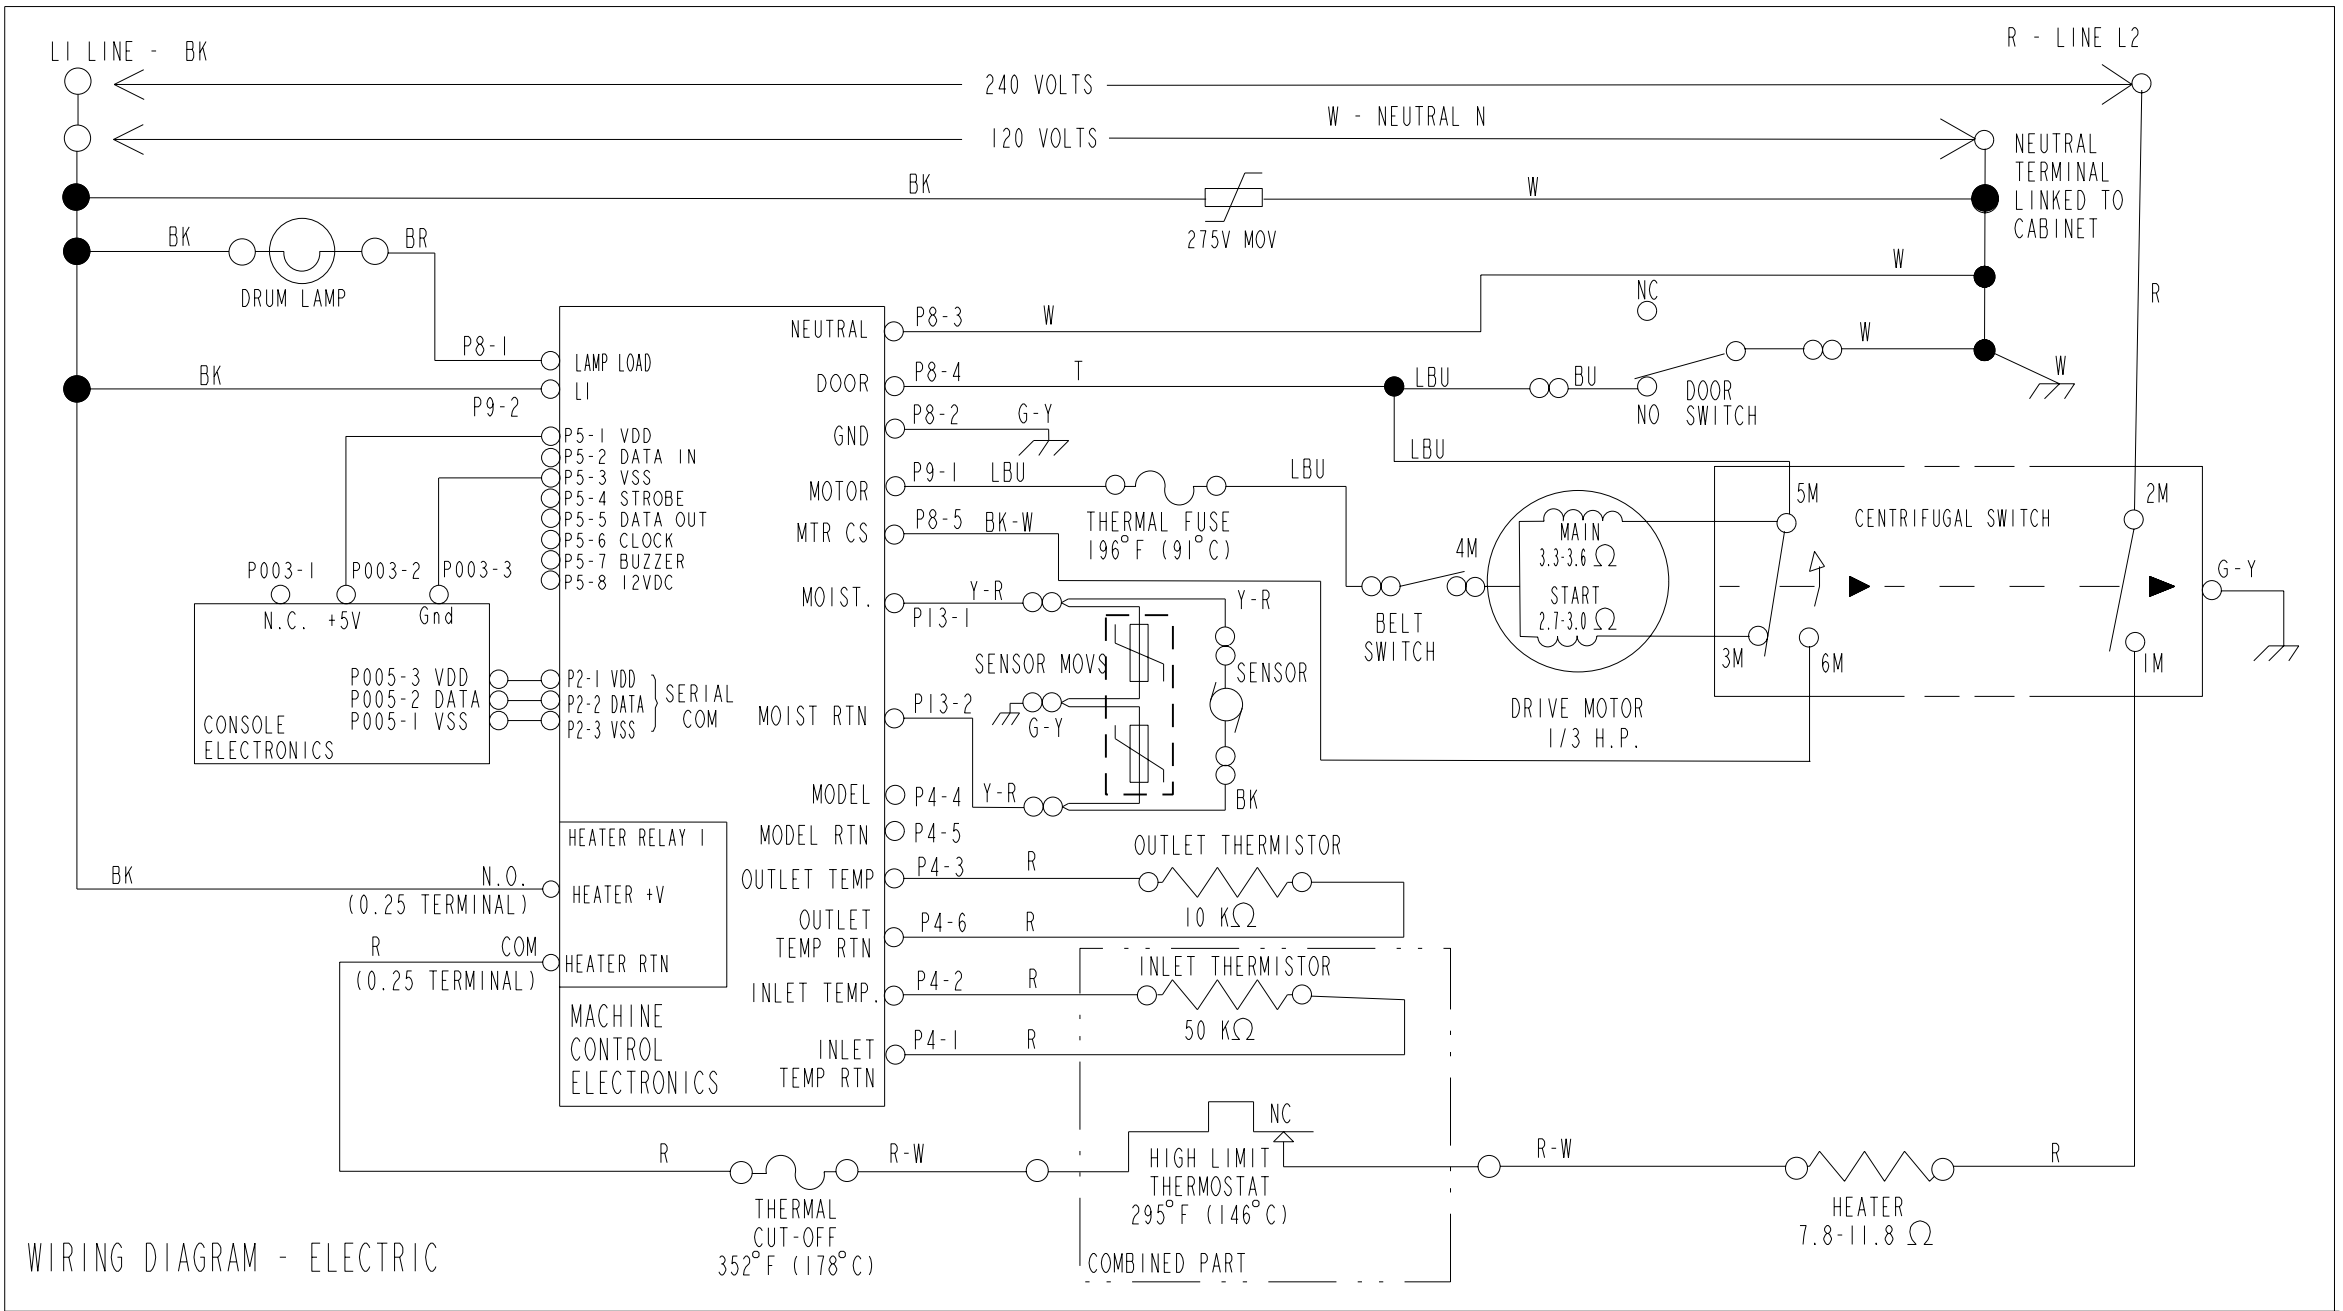 L1 LINE - BK
R - LINE L2
240 VOLTS
W - NEUTRAL N
120 VOLTS
NEUTRAL
TERMINAL
LINKED TO
CABINET
BK
W
275V MOV
BK
BR
DRUM LAMP
W
NC
R
P8-1
LAMP LOAD
BK
P9-2
L1
NEUTRAL
P8-3
W
DOOR
P8-4
T
LBU
BU
NO
DOOR
SWITCH
W
W
GND
P8-2
G-Y
LBU
P5-1 VDD
P5-2 DATA IN
P5-3 VSS
P5-4 STROBE
P5-5 DATA OUT
P5-6 CLOCK
P5-7 BUZZER
P5-8 12VDC
MOTOR
P9-1
LBU
THERMAL FUSE
196°F (91°C)
LBU
MTR CS
P8-5
BK-W
4M
BELT
SWITCH
MAIN
3.3-3.6 Ω
START
2.7-3.0 Ω
DRIVE MOTOR
1/3 H.P.
5M
CENTRIFUGAL SWITCH
2M
3M
6M
1M
G-Y
P003-1
P003-2
P003-3
N.C.
+5V
Gnd
P005-3 VDD
P005-2 DATA
P005-1 VSS
CONSOLE
ELECTRONICS
P2-1 VDD
P2-2 DATA
P2-3 VSS
SERIAL
COM
MOIST.
P13-1
Y-R
Y-R
SENSOR MOVS
SENSOR
G-Y
MOIST RTN
P13-2
Y-R
BK
MODEL
P4-4
MODEL RTN
P4-5
HEATER RELAY 1
BK
N.O.
(0.25 TERMINAL)
HEATER +V
R
COM
(0.25 TERMINAL)
HEATER RTN
OUTLET TEMP
P4-3
R
OUTLET THERMISTOR
10 KΩ
OUTLET
TEMP RTN
P4-6
R
INLET TEMP.
P4-2
R
INLET THERMISTOR
50 KΩ
INLET
TEMP RTN
P4-1
R
MACHINE
CONTROL
ELECTRONICS
R
THERMAL
CUT-OFF
352°F (178°C)
R-W
NC
HIGH LIMIT
THERMOSTAT
295°F (146°C)
COMBINED PART
R-W
HEATER
7.8-11.8 Ω
R
WIRING DIAGRAM - ELECTRIC